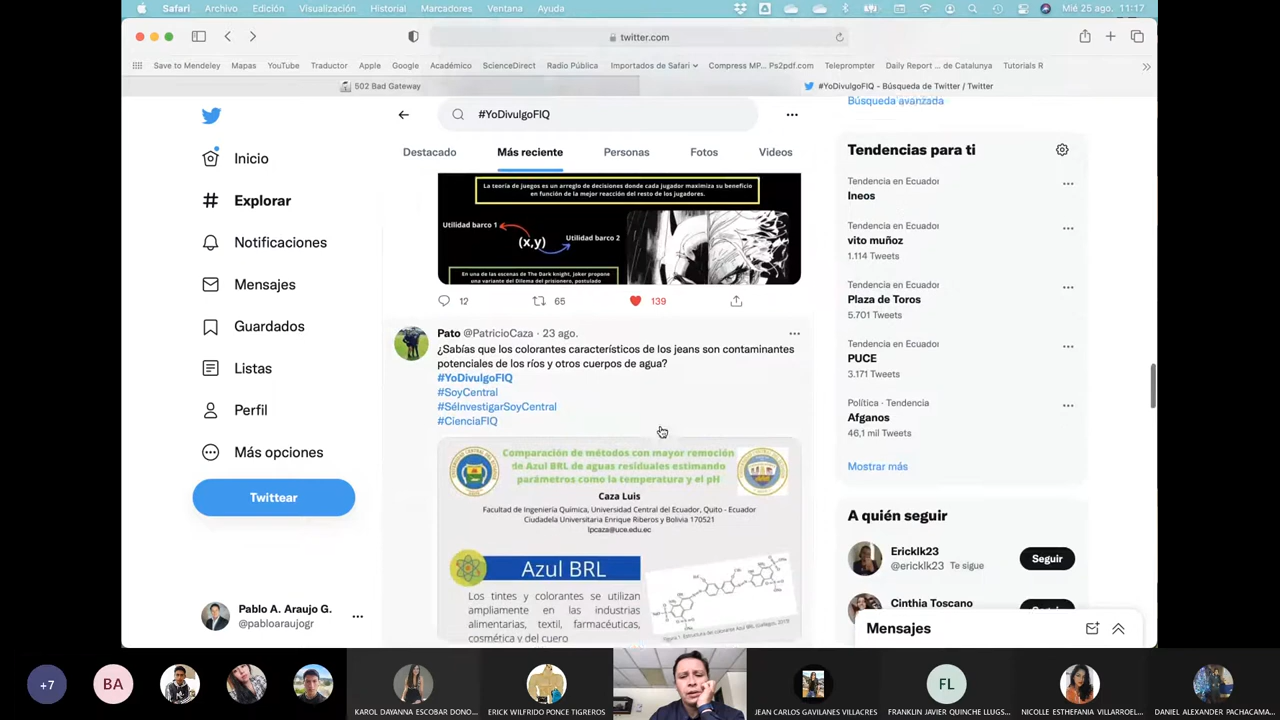 Safari Archivo Edición Visualización Historial Marcadores Ventana Ayuda
Mié 25 ago. 11:17
twitter.com
Save to Mendeley Mapas YouTube Traductor Apple Google Académico ScienceDirect Radio Pública Importados de Safari Compress MP... Ps2pdf.com Teleprompter Daily Report ... de Catalunya Tutorials R
502 Bad Gateway
#YoDivulgoFIQ - Búsqueda de Twitter / Twitter
Inicio
Explorar
Notificaciones
Mensajes
Guardados
Listas
Perfil
Más opciones
Twittear
Pablo A. Araujo G.
@pabloaraujogr
#YoDivulgoFIQ
Destacado Más reciente Personas Fotos Videos
La teoría de juegos es un arreglo de decisiones donde cada jugador maximiza su beneficio
en función de la mejor reacción del resto de los jugadores.
Utilidad barco 1
(x,y)
Utilidad barco 2
En una de las escenas de The Dark knight, Joker propone
una variante del Dilema del prisionero, postulado
12 65 139
Pato @PatricioCaza · 23 ago.
¿Sabías que los colorantes característicos de los jeans son contaminantes
potenciales de los ríos y otros cuerpos de agua?
#YoDivulgoFIQ
#SoyCentral
#SéInvestigarSoyCentral
#CienciaFIQ
Comparación de métodos con mayor remoción
de Azul BRL de aguas residuales estimando
parámetros como la temperatura y el pH
Caza Luis
Facultad de Ingeniería Química, Universidad Central del Ecuador, Quito - Ecuador
Ciudadela Universitaria Enrique Riberos y Bolivia 170521
lpcaza@uce.edu.ec
Azul BRL
Los tintes y colorantes se utilizan
ampliamente en las industrias
alimentarias, textil, farmacéuticas,
cosmética y del cuero
Búsqueda avanzada
Tendencias para ti
Tendencia en Ecuador
Ineos
Tendencia en Ecuador
vito muñoz
1.114 Tweets
Tendencia en Ecuador
Plaza de Toros
5.701 Tweets
Tendencia en Ecuador
PUCE
3.171 Tweets
Política · Tendencia
Afganos
46,1 mil Tweets
Mostrar más
A quién seguir
Ericklk23
@ericklk23 Te sigue
Seguir
Cinthia Toscano
Mensajes
+7
BA
KAROL DAYANNA ESCOBAR DONO...
ERICK WILFRIDO PONCE TIGREROS
JEAN CARLOS GAVILANES VILLACRES
FL
FRANKLIN JAVIER QUINCHE LLUGS...
NICOLLE ESTHEFANIA VILLARROEL...
DANIEL ALEXANDER PACHACAMA...